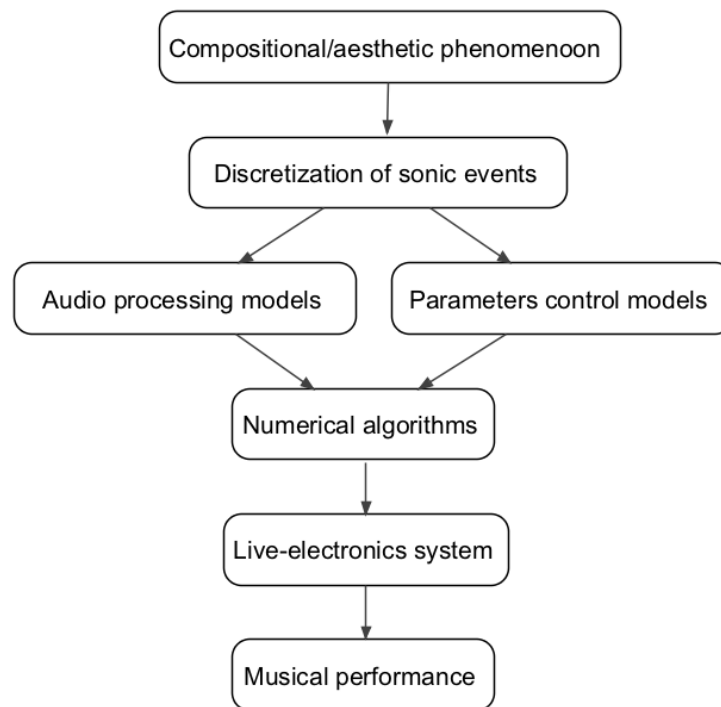 Compositional/aesthetic phenomenoon
Discretization of sonic events
Audio processing models
Parameters control models
Numerical algorithms
Live-electronics system
Musical performance